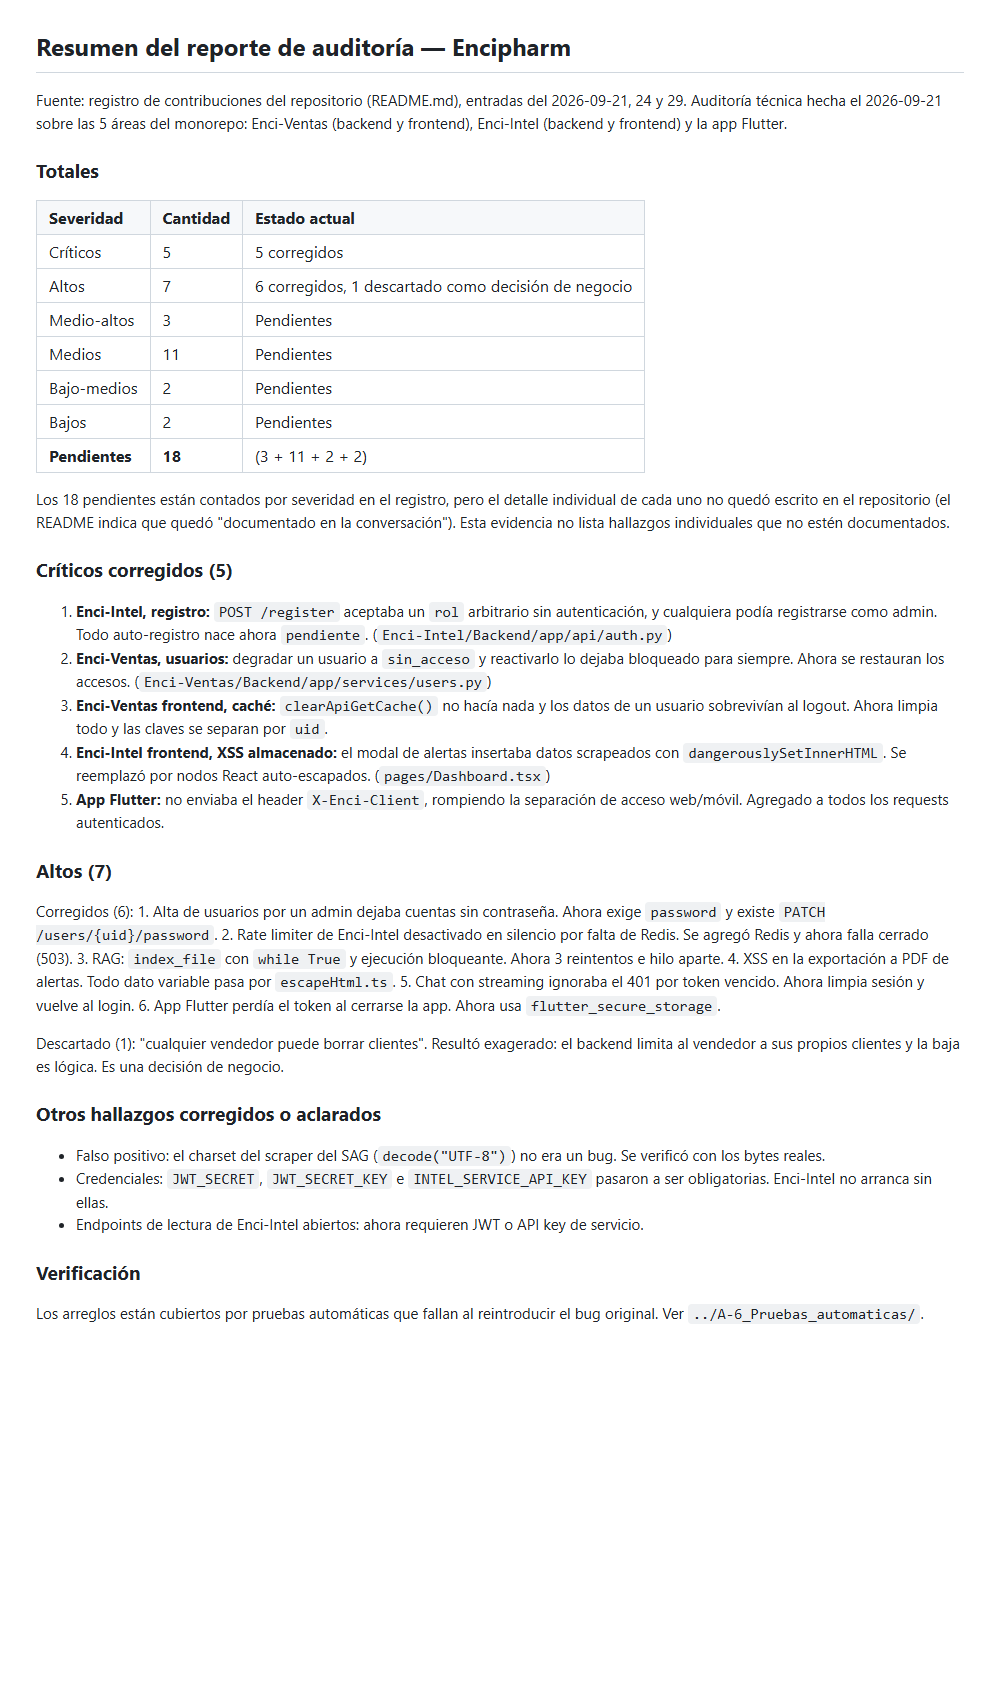 Resumen del reporte de auditoría — Encipharm
Fuente: registro de contribuciones del repositorio (README.md), entradas del 2026-09-21, 24 y 29. Auditoría técnica hecha el 2026-09-21
sobre las 5 áreas del monorepo: Enci-Ventas (backend y frontend), Enci-Intel (backend y frontend) y la app Flutter.
Totales
Severidad Cantidad Estado actual
Críticos 5 5 corregidos
Altos 7 6 corregidos, 1 descartado como decisión de negocio
Medio-altos 3 Pendientes
Medios 11 Pendientes
Bajo-medios 2 Pendientes
Bajos 2 Pendientes
Pendientes 18 (3 + 11 + 2 + 2)
Los 18 pendientes están contados por severidad en el registro, pero el detalle individual de cada uno no quedó escrito en el repositorio (el
README indica que quedó "documentado en la conversación"). Esta evidencia no lista hallazgos individuales que no estén documentados.
Críticos corregidos (5)
1. Enci-Intel, registro: POST /register aceptaba un rol arbitrario sin autenticación, y cualquiera podía registrarse como admin.
Todo auto-registro nace ahora pendiente. (Enci-Intel/Backend/app/api/auth.py)
2. Enci-Ventas, usuarios: degradar un usuario a sin_acceso y reactivarlo lo dejaba bloqueado para siempre. Ahora se restauran los
accesos. (Enci-Ventas/Backend/app/services/users.py)
3. Enci-Ventas frontend, caché: clearApiGetCache() no hacía nada y los datos de un usuario sobrevivían al logout. Ahora limpia
todo y las claves se separan por uid.
4. Enci-Intel frontend, XSS almacenado: el modal de alertas insertaba datos scrapeados con dangerouslySetInnerHTML. Se
reemplazó por nodos React auto-escapados. (pages/Dashboard.tsx)
5. App Flutter: no enviaba el header X-Enci-Client, rompiendo la separación de acceso web/móvil. Agregado a todos los requests
autenticados.
Altos (7)
Corregidos (6): 1. Alta de usuarios por un admin dejaba cuentas sin contraseña. Ahora exige password y existe PATCH
/users/{uid}/password. 2. Rate limiter de Enci-Intel desactivado en silencio por falta de Redis. Se agregó Redis y ahora falla cerrado
(503). 3. RAG: index_file con while True y ejecución bloqueante. Ahora 3 reintentos e hilo aparte. 4. XSS en la exportación a PDF de
alertas. Todo dato variable pasa por escapeHtml.ts. 5. Chat con streaming ignoraba el 401 por token vencido. Ahora limpia sesión y
vuelve al login. 6. App Flutter perdía el token al cerrarse la app. Ahora usa flutter_secure_storage.
Descartado (1): "cualquier vendedor puede borrar clientes". Resultó exagerado: el backend limita al vendedor a sus propios clientes y la baja
es lógica. Es una decisión de negocio.
Otros hallazgos corregidos o aclarados
• Falso positivo: el charset del scraper del SAG (decode("UTF-8")) no era un bug. Se verificó con los bytes reales.
• Credenciales: JWT_SECRET, JWT_SECRET_KEY e INTEL_SERVICE_API_KEY pasaron a ser obligatorias. Enci-Intel no arranca sin
ellas.
• Endpoints de lectura de Enci-Intel abiertos: ahora requieren JWT o API key de servicio.
Verificación
Los arreglos están cubiertos por pruebas automáticas que fallan al reintroducir el bug original. Ver ../A-6_Pruebas_automaticas/.